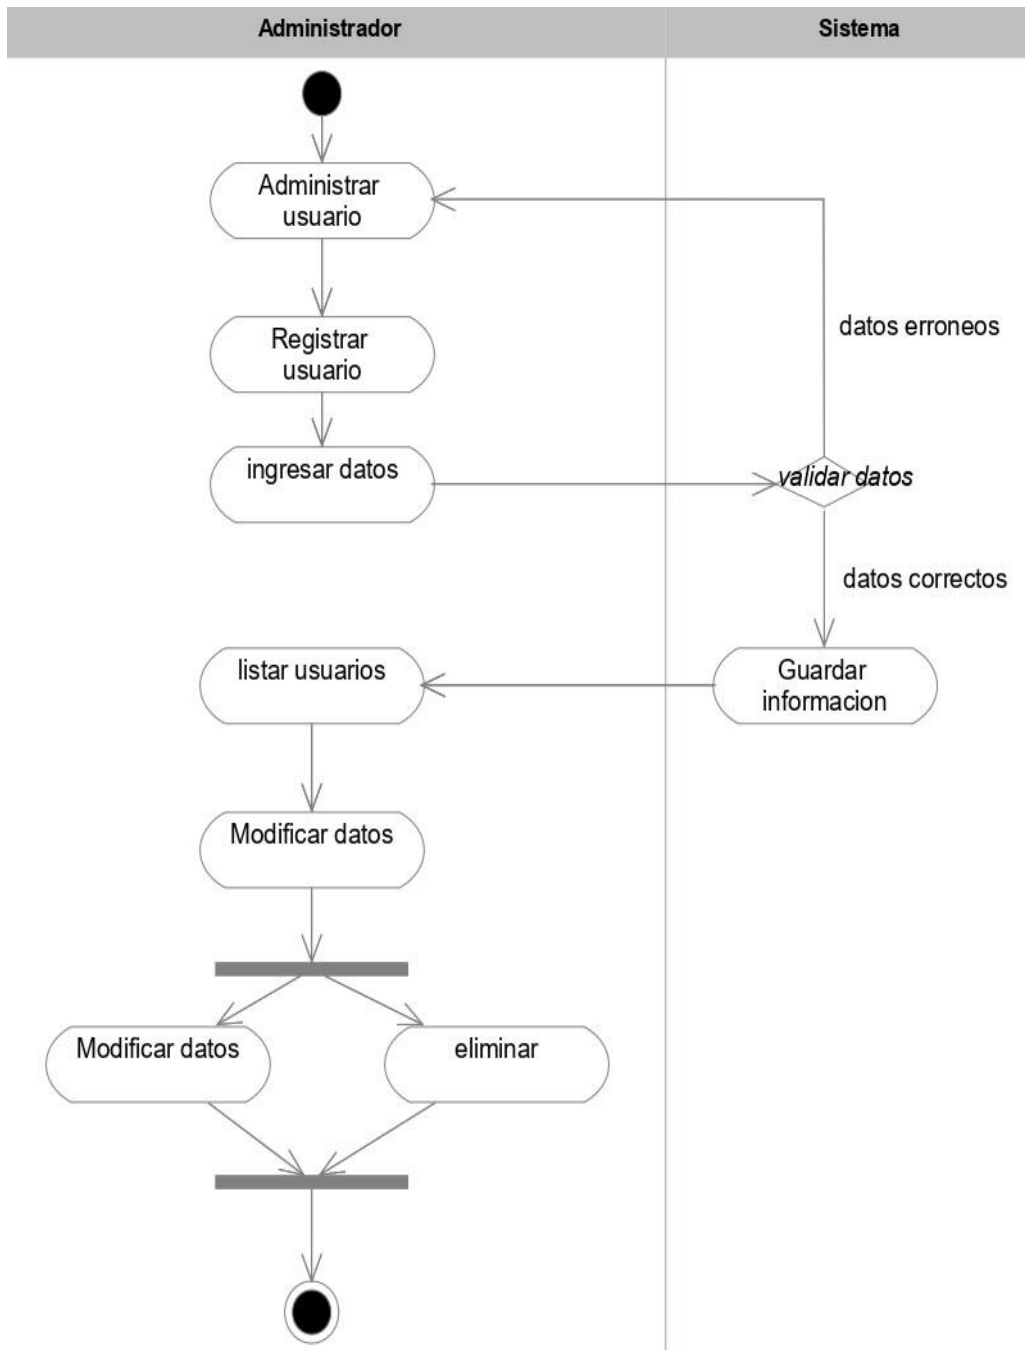 Administrador
Sistema
Administrar
usuario
Registrar
usuario
datos erroneos
ingresar datos
validar datos
datos correctos
listar usuarios
Guardar
informacion
Modificar datos
Modificar datos
eliminar